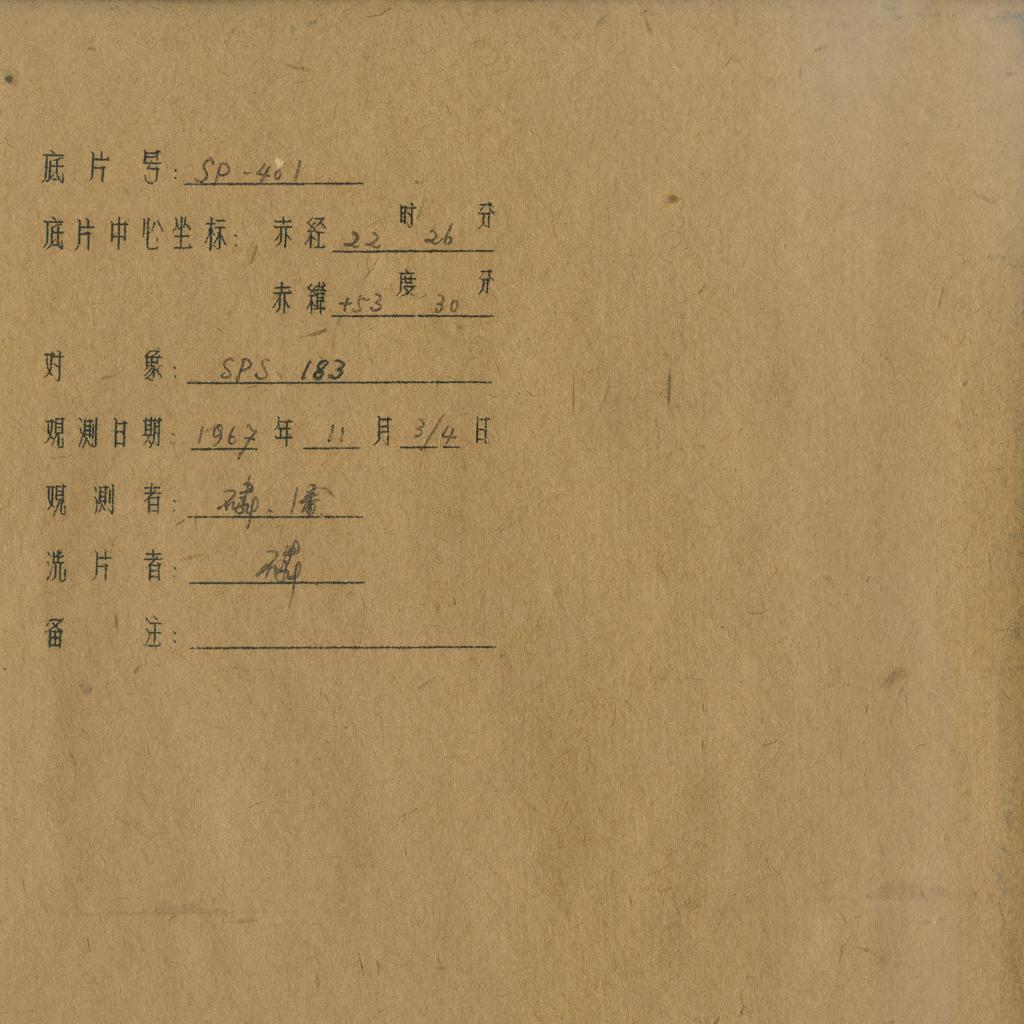 底片号: SP-401
底片中心坐标: 赤经 22 时 26 分
赤緯 +53 度 30 分
对象: SPS 183
观测日期: 1967 年 11 月 3/4 日
观测者:
洗片者:
备注: